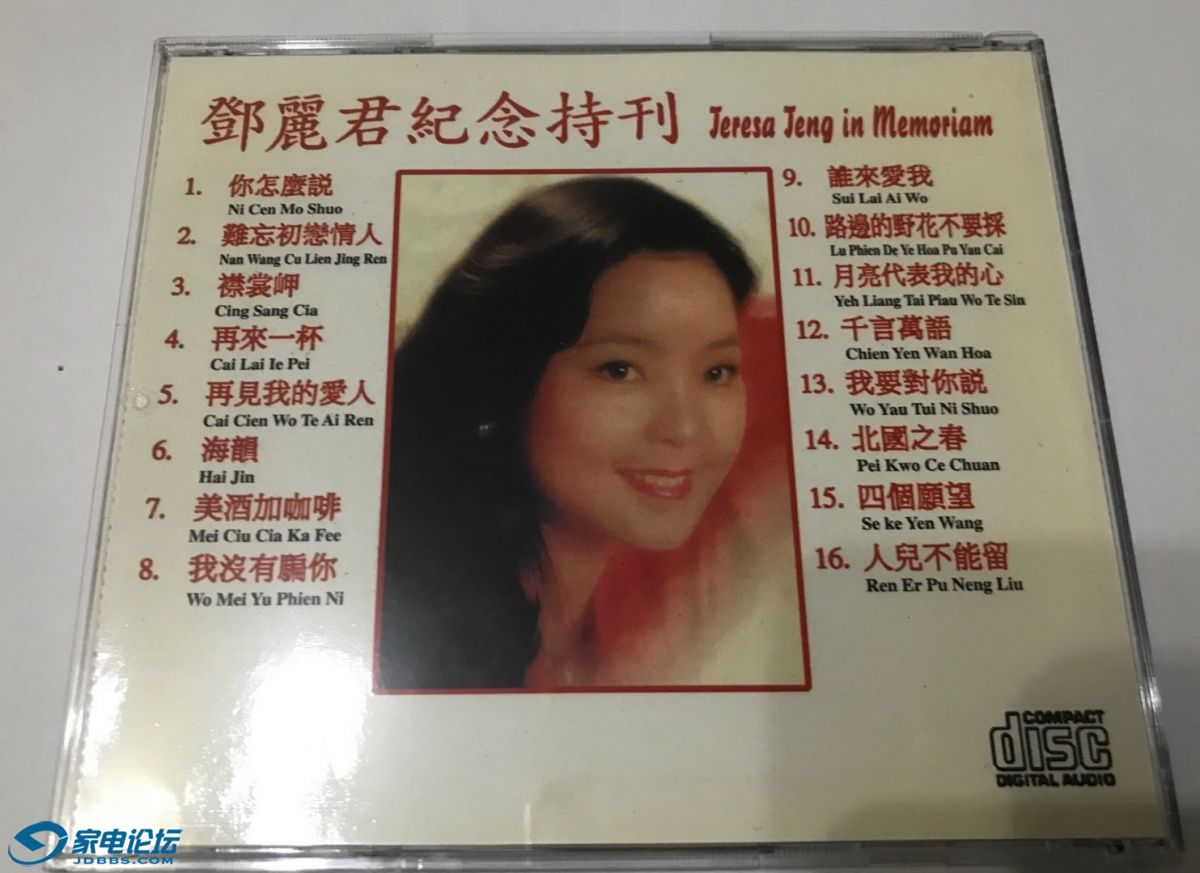 鄧麗君紀念持刊 Teresa Teng in Memoriam
1. 你怎麼説
Ni Cen Mo Shuo
2. 難忘初戀情人
Nan Wang Cu Lien Jing Ren
3. 襟裳岬
Cing Sang Cia
4. 再來一杯
Cai Lai Ie Pei
5. 再見我的愛人
Cai Cien Wo Te Ai Ren
6. 海韻
Hai Jin
7. 美酒加咖啡
Mei Ciu Cia Ka Fee
8. 我沒有騙你
Wo Mei Yu Phien Ni
9. 誰來愛我
Sui Lai Ai Wo
10. 路邊的野花不要採
Lu Phien De Ye Hoa Pu Yau Cai
11. 月亮代表我的心
Yeh Liang Tai Piau Wo Te Sin
12. 千言萬語
Chien Yen Wan Hoa
13. 我要對你説
Wo Yau Tui Ni Shuo
14. 北國之春
Pei Kwo Ce Chuan
15. 四個願望
Se ke Yen Wang
16. 人兒不能留
Ren Er Pu Neng Liu
COMPACT
disc
DIGITAL AUDIO
家电论坛
JDBBS.COM